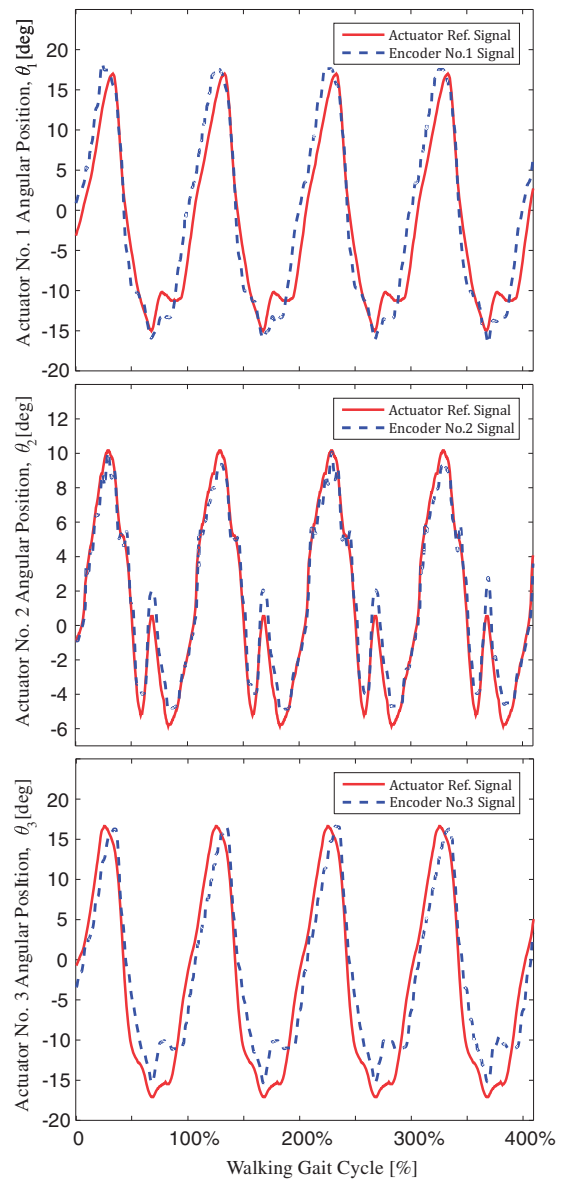 Actuator No. 1 Angular Position, θ1 [deg]
20
15
10
5
0
-5
-10
-15
-20
Actuator Ref. Signal
Encoder No.1 Signal
Actuator No. 2 Angular Position, θ2 [deg]
12
10
8
6
4
2
0
-2
-4
-6
Actuator Ref. Signal
Encoder No.2 Signal
Actuator No. 3 Angular Position, θ3 [deg]
20
15
10
5
0
-5
-10
-15
-20
Actuator Ref. Signal
Encoder No.3 Signal
0 100% 200% 300% 400%
Walking Gait Cycle [%]